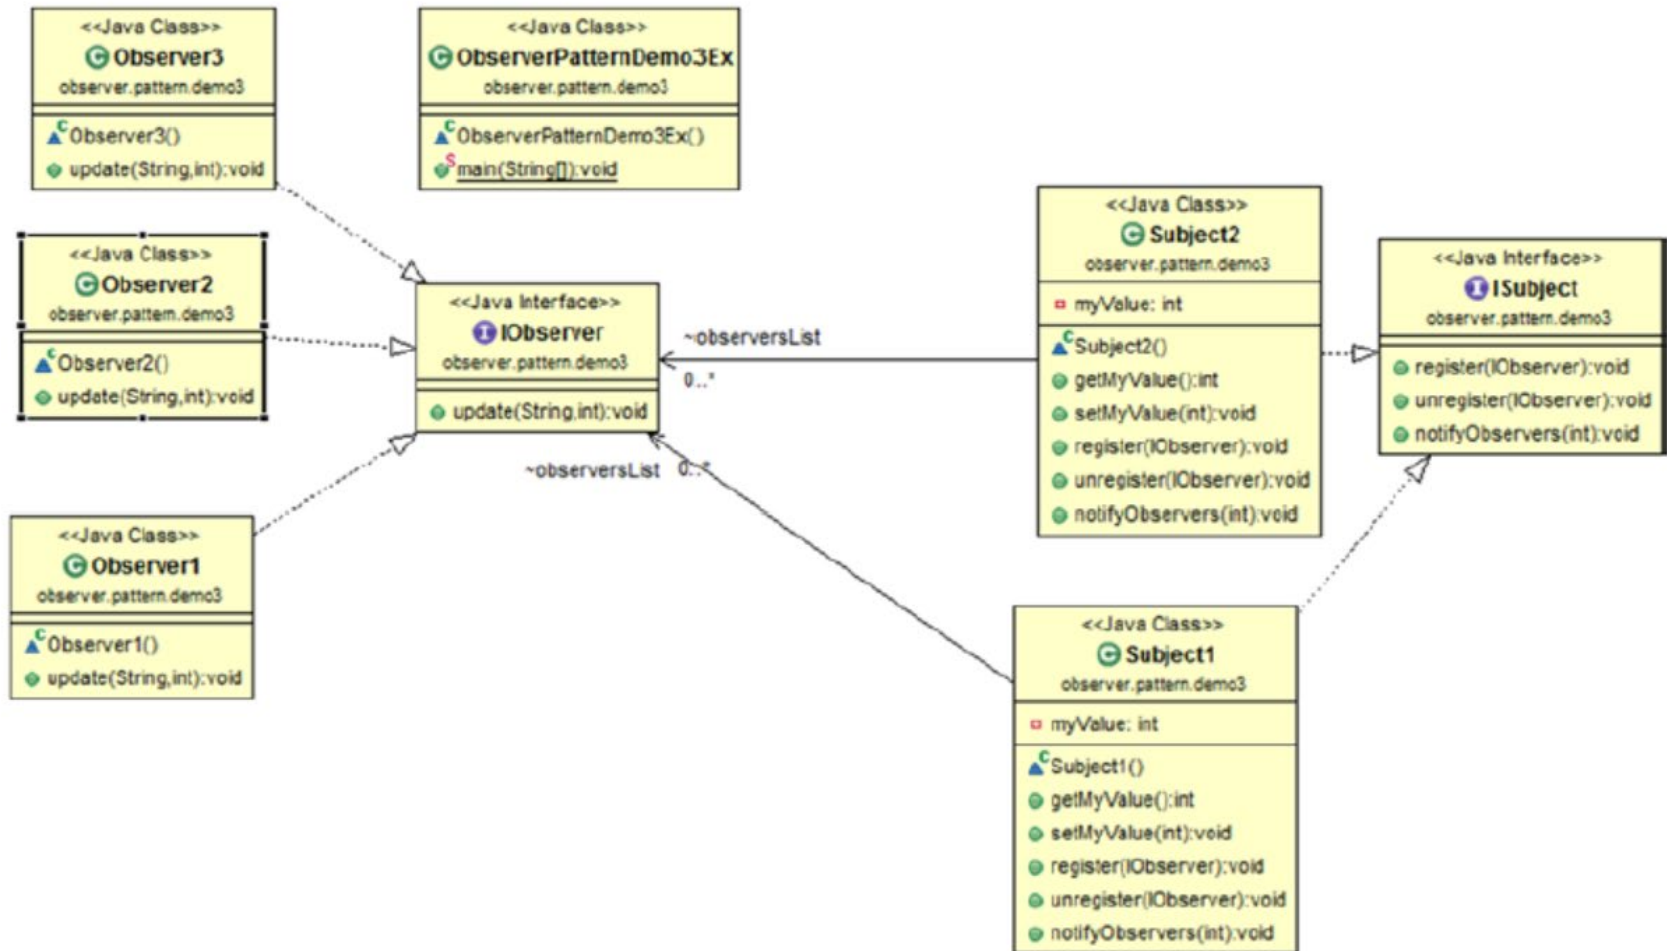 <<Java Class>>
Observer3
observer.pattern.demo3
Observer3()
update(String,int):void
<<Java Class>>
ObserverPatternDemo3Ex
observer.pattern.demo3
ObserverPatternDemo3Ex()
main(String[]):void
<<Java Class>>
Observer2
observer.pattern.demo3
Observer2()
update(String,int):void
<<Java Interface>>
IObserver
observer.pattern.demo3
update(String,int):void
~observersList
0..*
~observersList 0..*
<<Java Class>>
Observer1
observer.pattern.demo3
Observer1()
update(String,int):void
<<Java Class>>
Subject2
observer.pattern.demo3
myValue: int
Subject2()
getMyValue():int
setMyValue(int):void
register(IObserver):void
unregister(IObserver):void
notifyObservers(int):void
<<Java Interface>>
ISubject
observer.pattern.demo3
register(IObserver):void
unregister(IObserver):void
notifyObservers(int):void
<<Java Class>>
Subject1
observer.pattern.demo3
myValue: int
Subject1()
getMyValue():int
setMyValue(int):void
register(IObserver):void
unregister(IObserver):void
notifyObservers(int):void